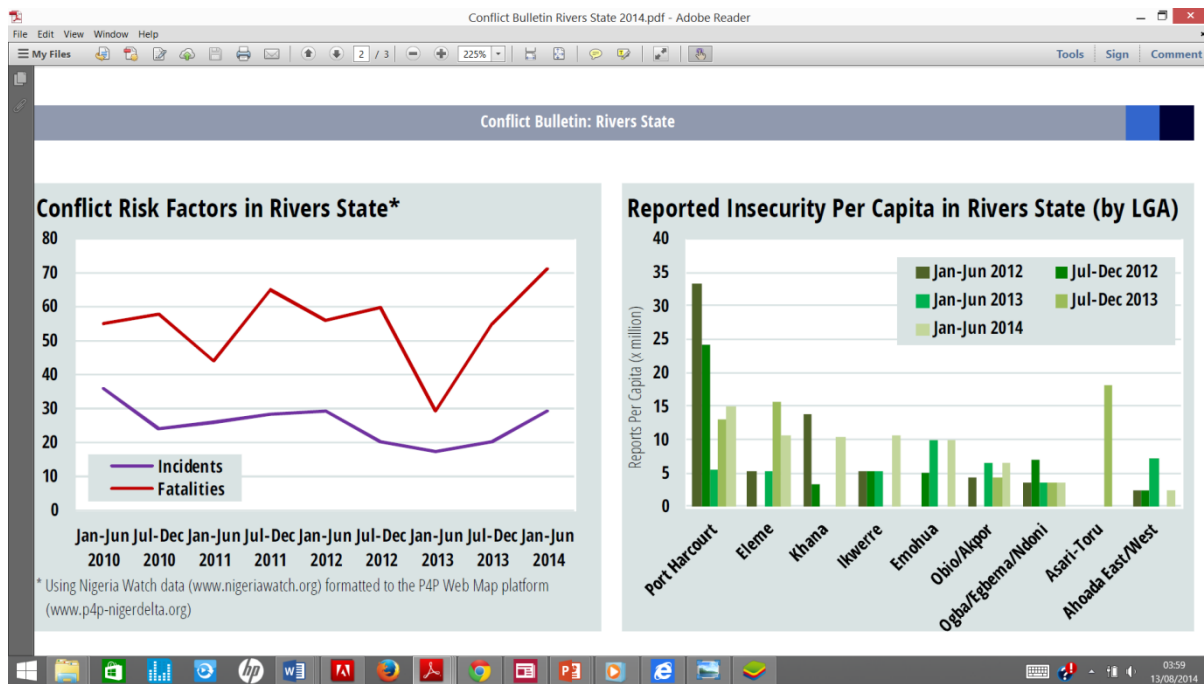 Conflict Bulletin Rivers State 2014.pdf - Adobe Reader
File Edit View Window Help
My Files 2 / 3 225% Tools Sign Comment
Conflict Bulletin: Rivers State
Conflict Risk Factors in Rivers State*
80
70
60
50
40
30
20
10
0
Incidents
Fatalities
Jan-Jun Jul-Dec Jan-Jun Jul-Dec Jan-Jun Jul-Dec Jan-Jun Jul-Dec Jan-Jun
2010 2010 2011 2011 2012 2012 2013 2013 2014
* Using Nigeria Watch data (www.nigeriawatch.org) formatted to the P4P Web Map platform
(www.p4p-nigerdelta.org)
Reported Insecurity Per Capita in Rivers State (by LGA)
Reports Per Capita (x million)
40
35
30
25
20
15
10
5
0
Jan-Jun 2012 Jul-Dec 2012
Jan-Jun 2013 Jul-Dec 2013
Jan-Jun 2014
Port Harcourt
Eleme
Khana
Ikwerre
Emohua
Obio/Akpor
Ogba/Egbema/Ndoni
Asari-Toru
Ahoada East/West
03:59
13/08/2014